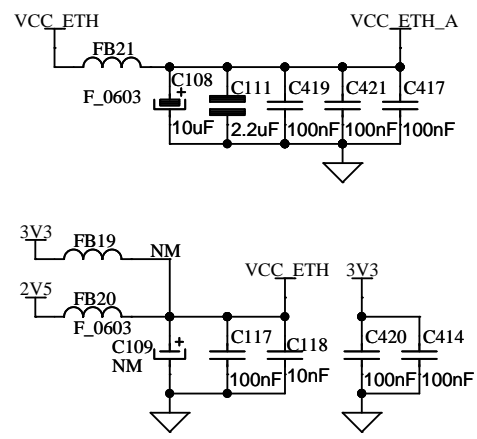 VCC_ETH VCC_ETH_A
FB21
C108 C111 C419 C421 C417
F_0603
10uF 2.2uF 100nF 100nF 100nF
3V3 FB19 NM VCC_ETH 3V3
2V5 FB20
F_0603
C109 C117 C118 C420 C414
NM 100nF 10nF 100nF 100nF